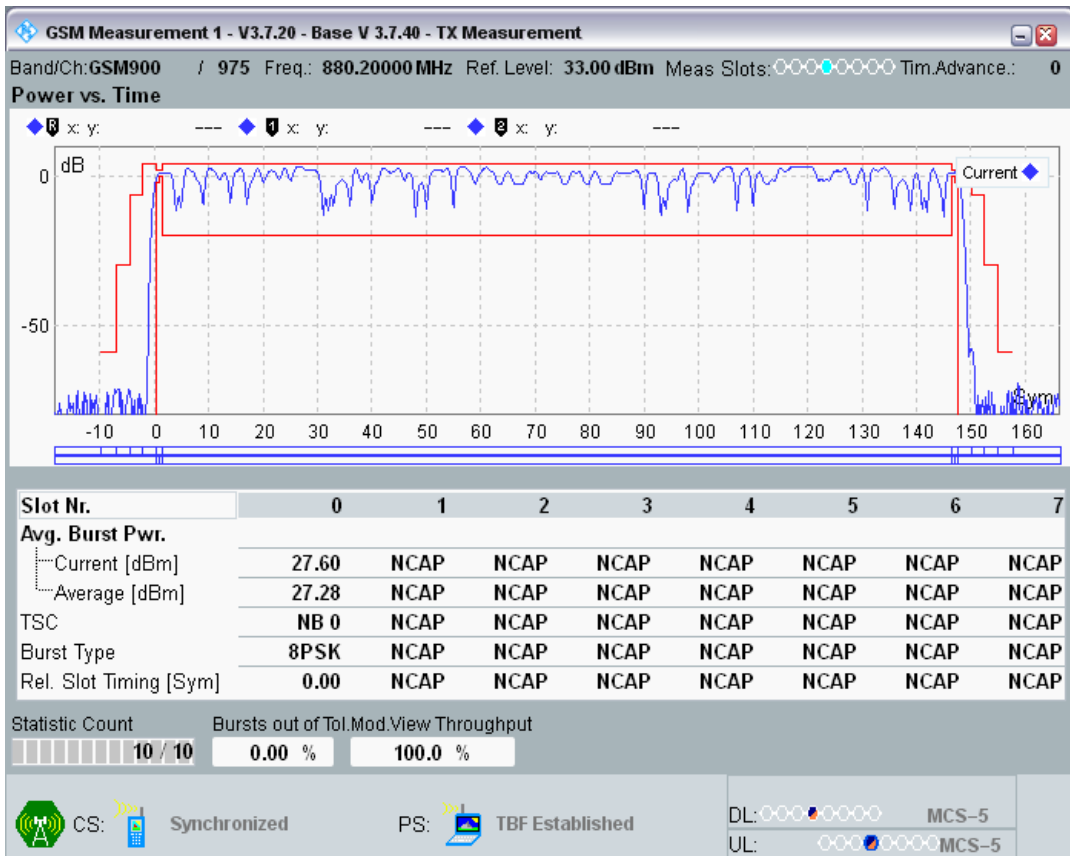 GSM Measurement 1 - V3.7.20 - Base V 3.7.40 - TX Measurement
Band/Ch:GSM900 / 975 Freq.: 880.20000 MHz Ref. Level: 33.00 dBm Meas Slots: Tim.Advance.: 0
Power vs. Time
R x: y: --- 1 x: y: --- 2 x: y: ---
dB
Current
0
-50
Sym
-10 0 10 20 30 40 50 60 70 80 90 100 110 120 130 140 150 160
Slot Nr. 0 1 2 3 4 5 6 7
Avg. Burst Pwr.
Current [dBm] 27.60 NCAP NCAP NCAP NCAP NCAP NCAP NCAP
Average [dBm] 27.28 NCAP NCAP NCAP NCAP NCAP NCAP NCAP
TSC NB 0 NCAP NCAP NCAP NCAP NCAP NCAP NCAP
Burst Type 8PSK NCAP NCAP NCAP NCAP NCAP NCAP NCAP
Rel. Slot Timing [Sym] 0.00 NCAP NCAP NCAP NCAP NCAP NCAP NCAP
Statistic Count Bursts out of Tol.Mod.View Throughput
10 / 10 0.00 % 100.0 %
CS: Synchronized PS: TBF Established
DL: MCS-5
UL: MCS-5